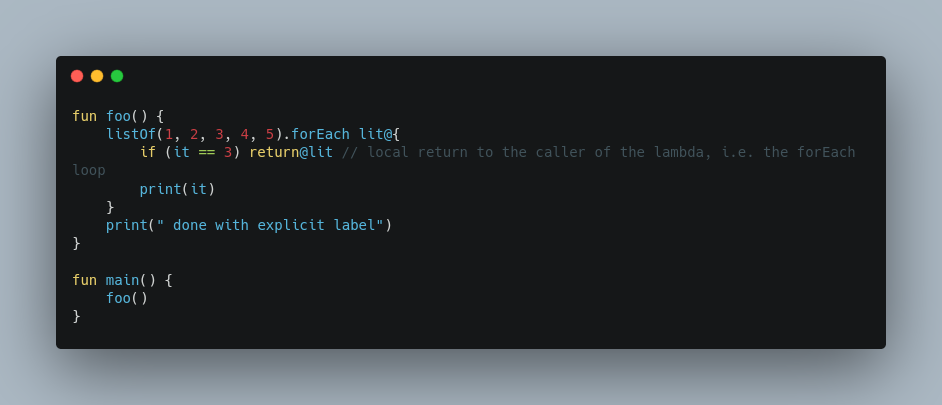 fun foo() {
    listOf(1, 2, 3, 4, 5).forEach lit@{
        if (it == 3) return@lit // local return to the caller of the lambda, i.e. the forEach
loop
        print(it)
    }
    print(" done with explicit label")
}

fun main() {
    foo()
}